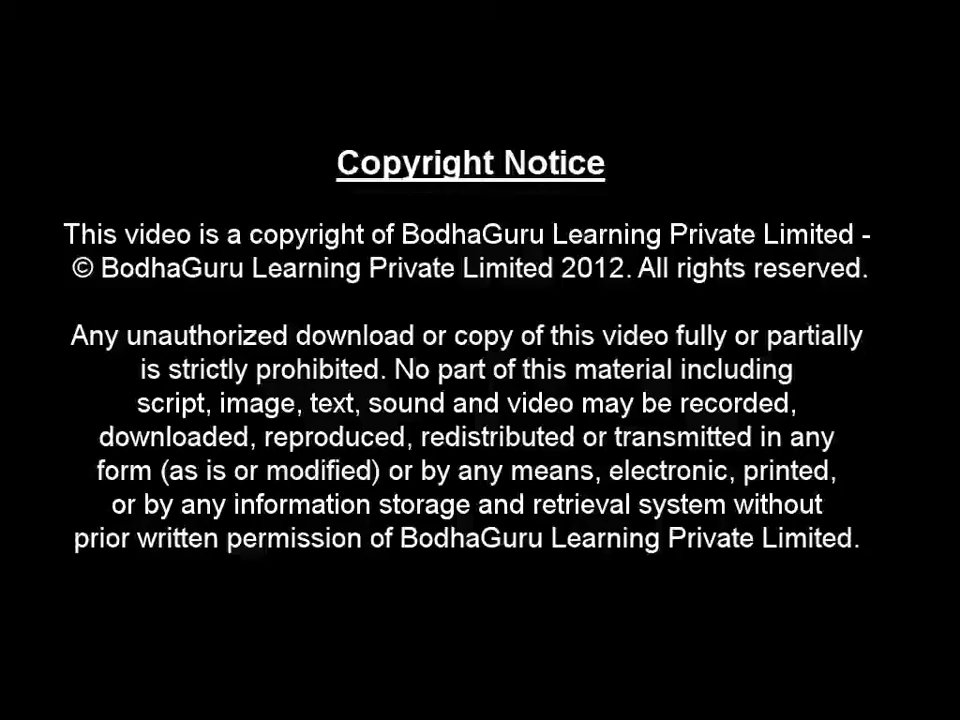 Copyright Notice
This video is a copyright of BodhaGuru Learning Private Limited -
© BodhaGuru Learning Private Limited 2012. All rights reserved.
Any unauthorized download or copy of this video fully or partially
is strictly prohibited. No part of this material including
script, image, text, sound and video may be recorded,
downloaded, reproduced, redistributed or transmitted in any
form (as is or modified) or by any means, electronic, printed,
or by any information storage and retrieval system without
prior written permission of BodhaGuru Learning Private Limited.